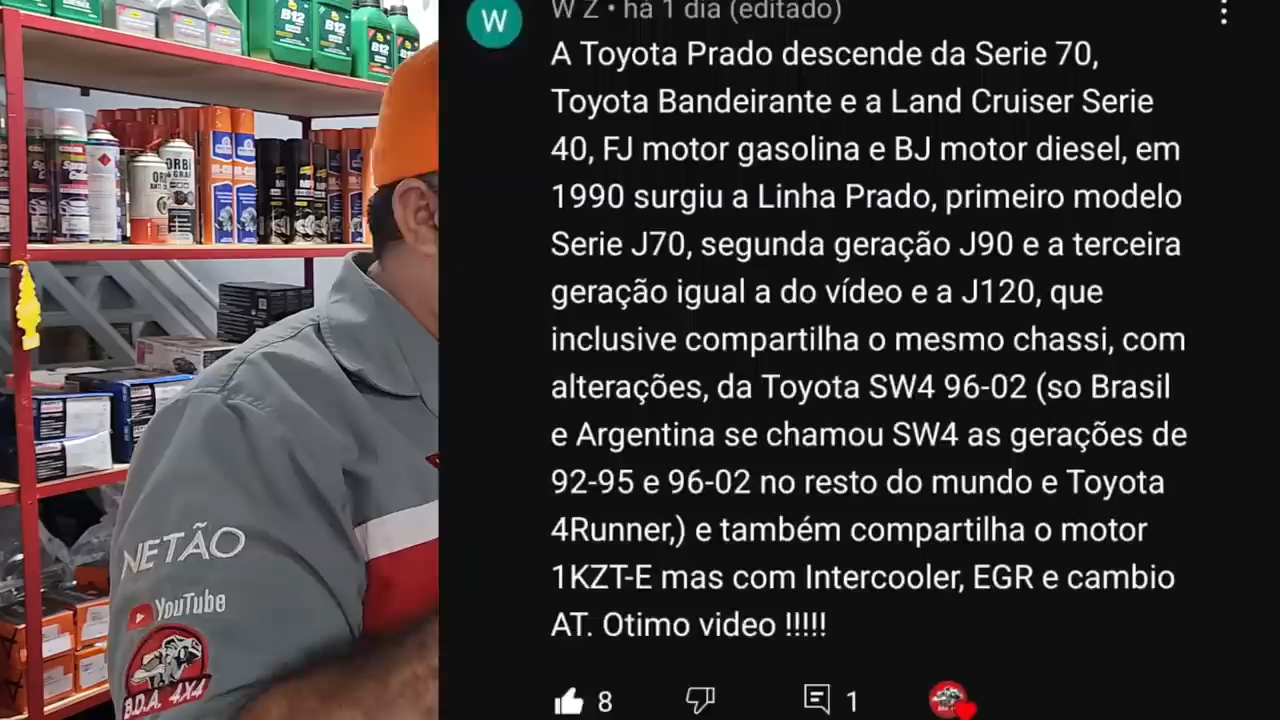 W
W Z • há 1 dia (editado)
A Toyota Prado descende da Serie 70,
Toyota Bandeirante e a Land Cruiser Serie
40, FJ motor gasolina e BJ motor diesel, em
1990 surgiu a Linha Prado, primeiro modelo
Serie J70, segunda geração J90 e a terceira
geração igual a do vídeo e a J120, que
inclusive compartilha o mesmo chassi, com
alterações, da Toyota SW4 96-02 (so Brasil
e Argentina se chamou SW4 as gerações de
92-95 e 96-02 no resto do mundo e Toyota
4Runner,) e também compartilha o motor
1KZT-E mas com Intercooler, EGR e cambio
AT. Otimo video !!!!!
8
1
B12
B12
B12
B12
ORBI
NETÃO
YouTube
B.D.A. 4X4